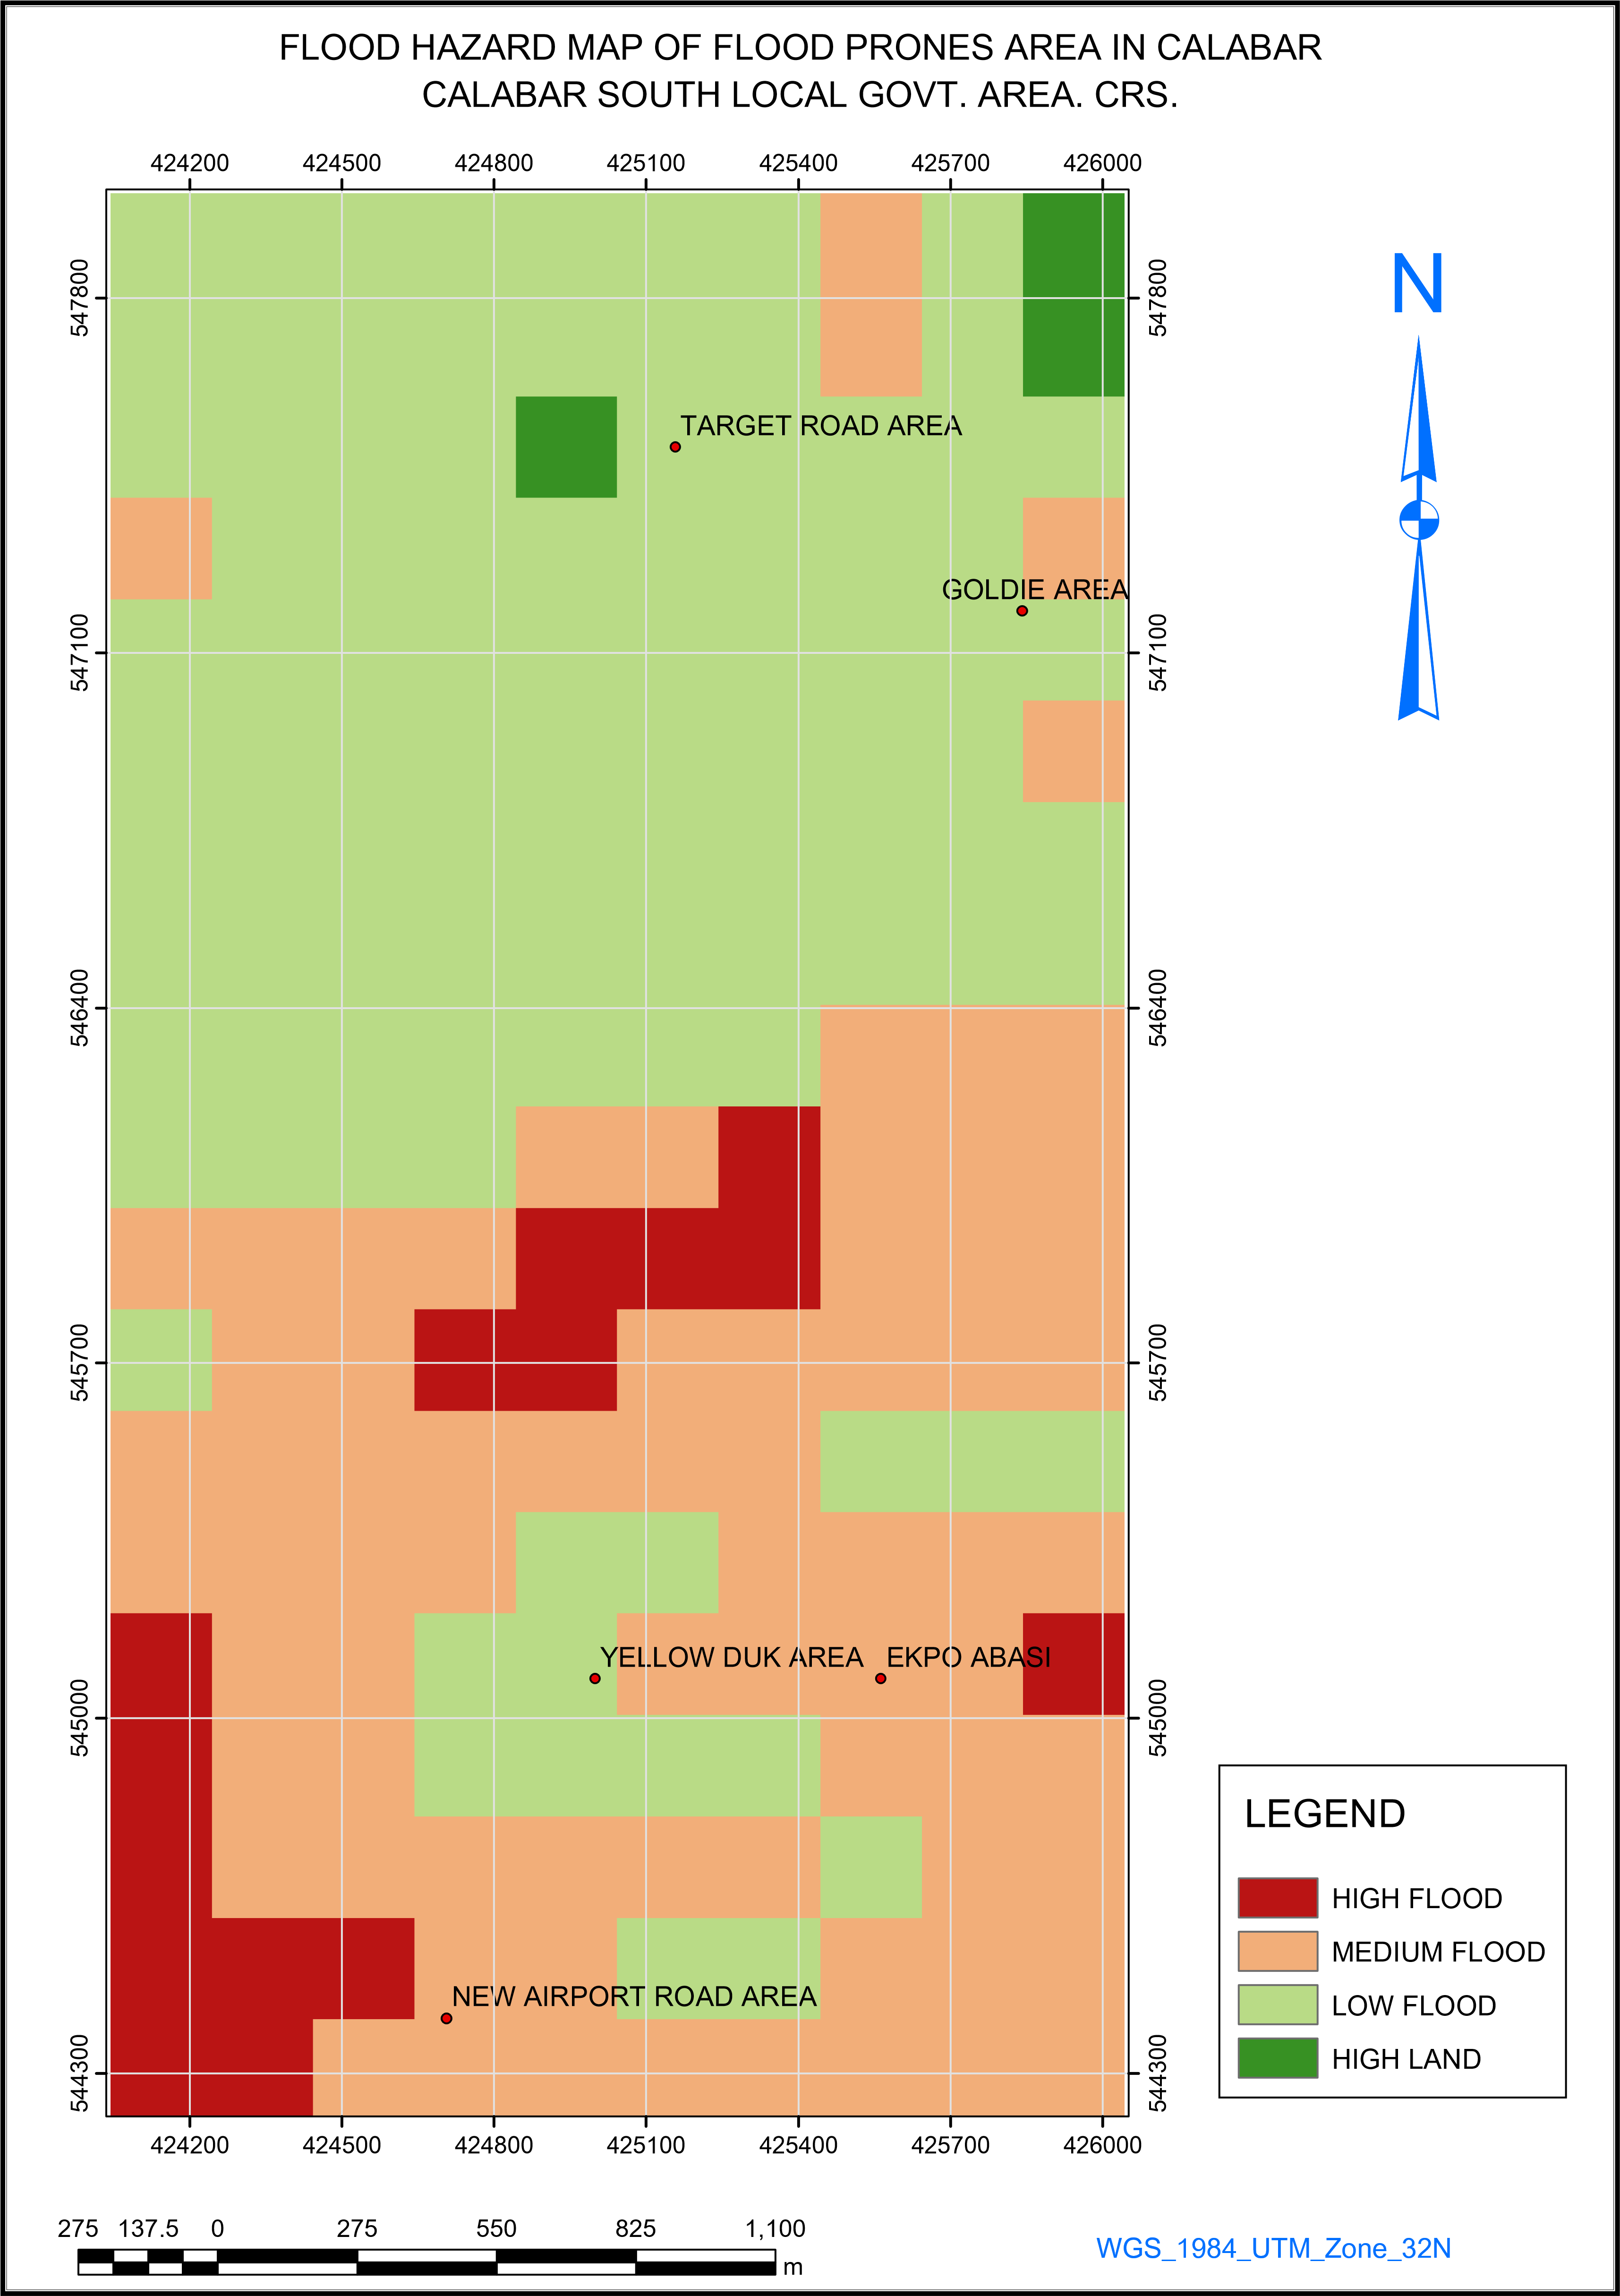 FLOOD HAZARD MAP OF FLOOD PRONES AREA IN CALABAR
CALABAR SOUTH LOCAL GOVT. AREA. CRS.
424200 424500 424800 425100 425400 425700 426000
N
547800 547800
TARGET ROAD AREA
GOLDIE AREA
547100 547100
546400 546400
545700 545700
YELLOW DUK AREA EKPO ABASI
545000 545000
NEW AIRPORT ROAD AREA
544300 544300
424200 424500 424800 425100 425400 425700 426000
LEGEND
HIGH FLOOD
MEDIUM FLOOD
LOW FLOOD
HIGH LAND
275 137.5 0 275 550 825 1,100
m
WGS_1984_UTM_Zone_32N